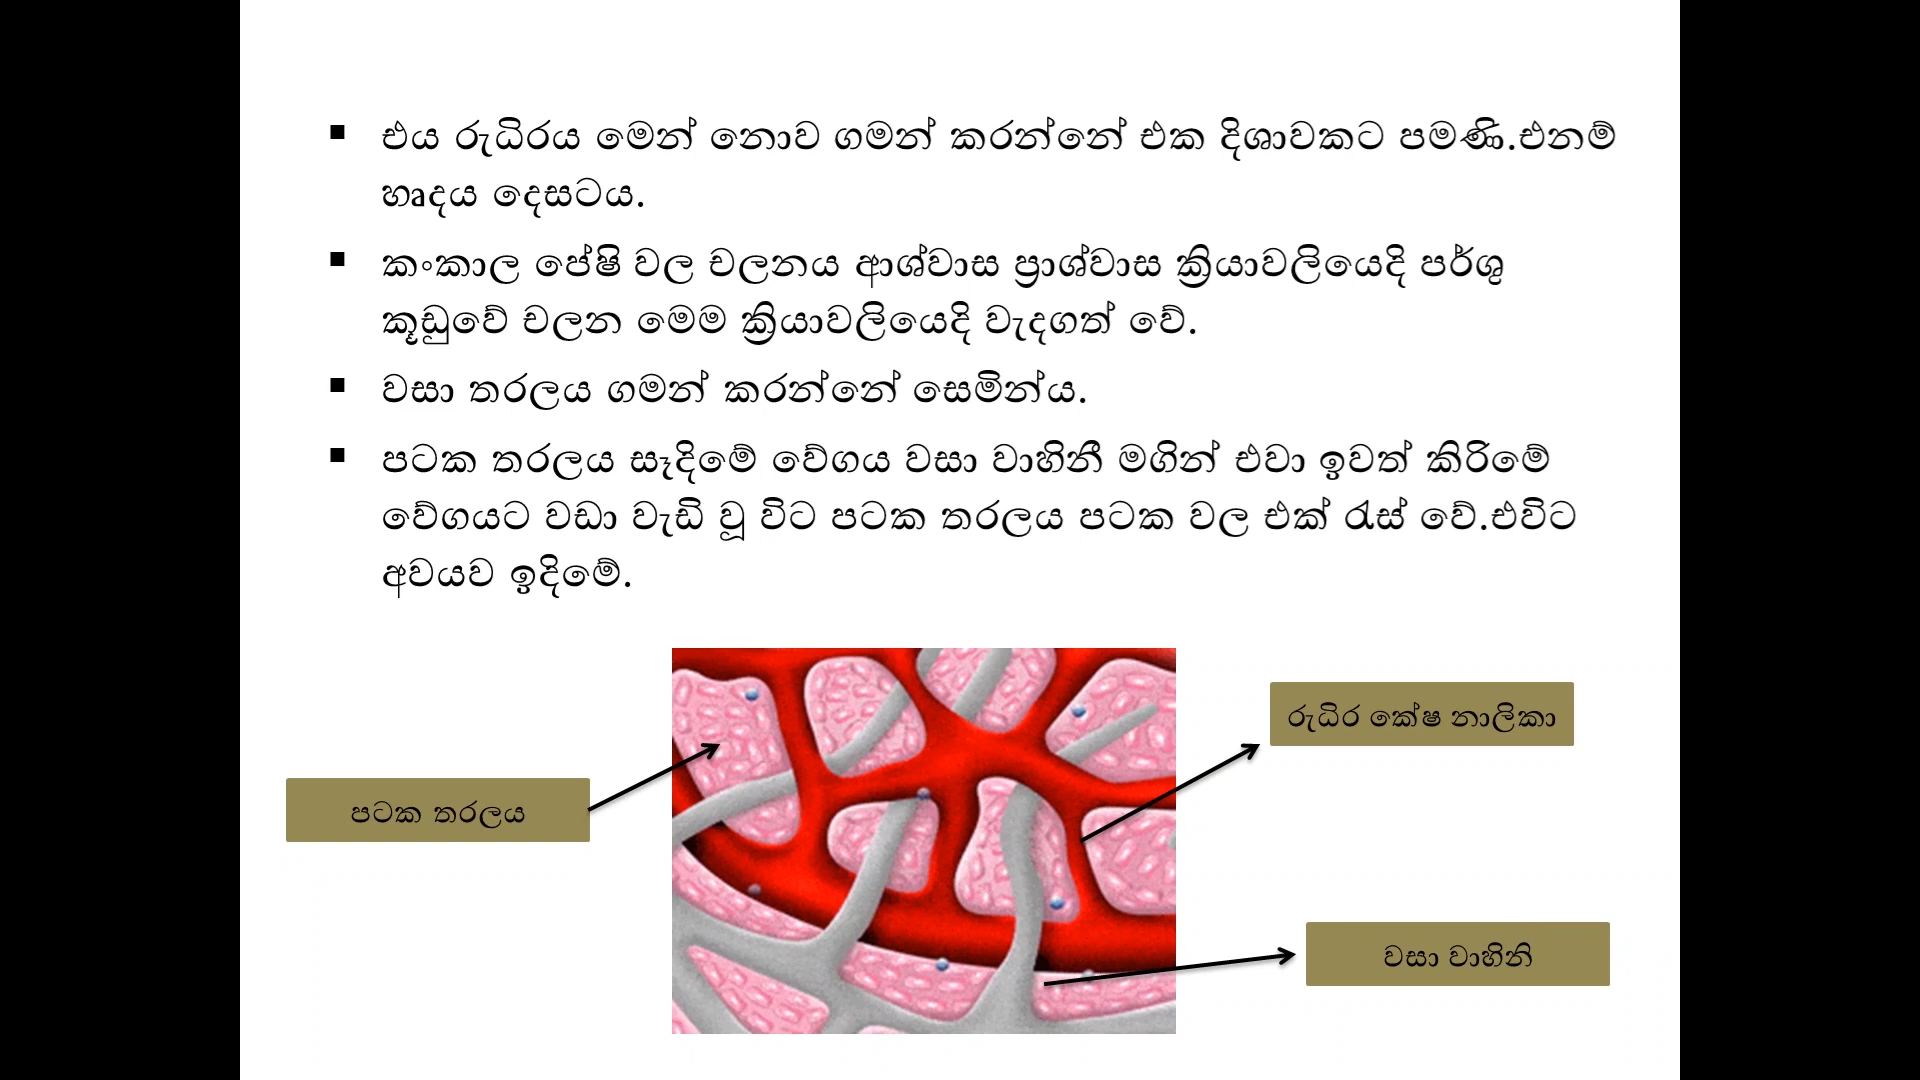 ▪ එය රුධිරය මෙන් නොව ගමන් කරන්නේ එක දිශාවකට පමණි.එනම්
හෘදය දෙසටය.
▪ කංකාල පේෂි වල චලනය ආශ්වාස ප්‍රාශ්වාස ක්‍රියාවලියෙදි පර්ශු
කූඩුවේ චලන මෙම ක්‍රියාවලියෙදි වැදගත් වේ.
▪ වසා තරලය ගමන් කරන්නේ සෙමින්ය.
▪ පටක තරලය සෑදිමේ වේගය වසා වාහිනී මගින් එවා ඉවත් කිරිමේ
වේගයට වඩා වැඩි වූ විට පටක තරලය පටක වල එක් රැස් වේ.එවිට
අවයව ඉදිමේ.
රුධිර කේෂ නාලිකා
පටක තරලය
වසා වාහිනි